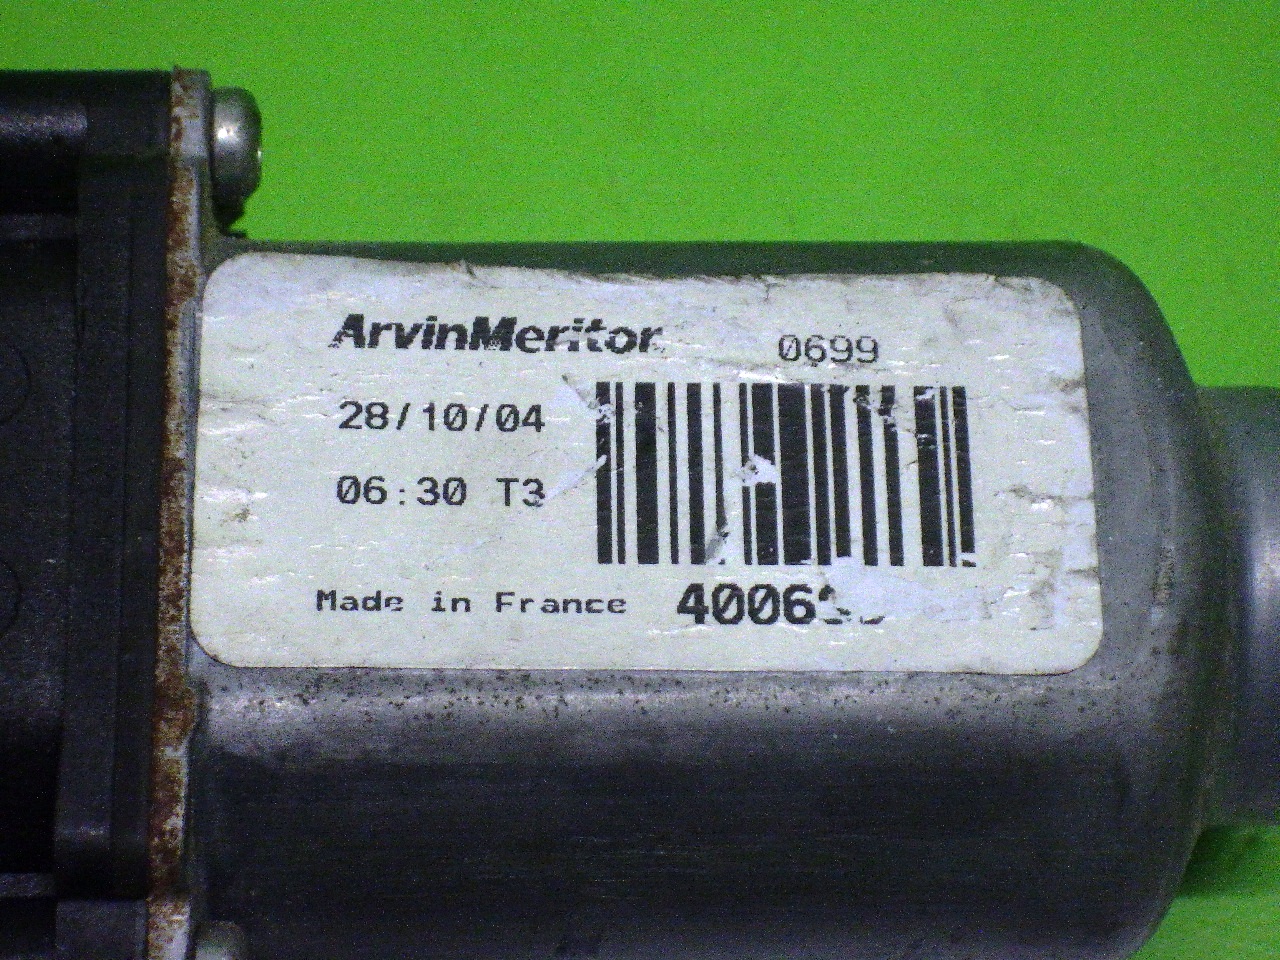 ArvinMeritor 0699
28/10/04
06:30 T3
Made in France